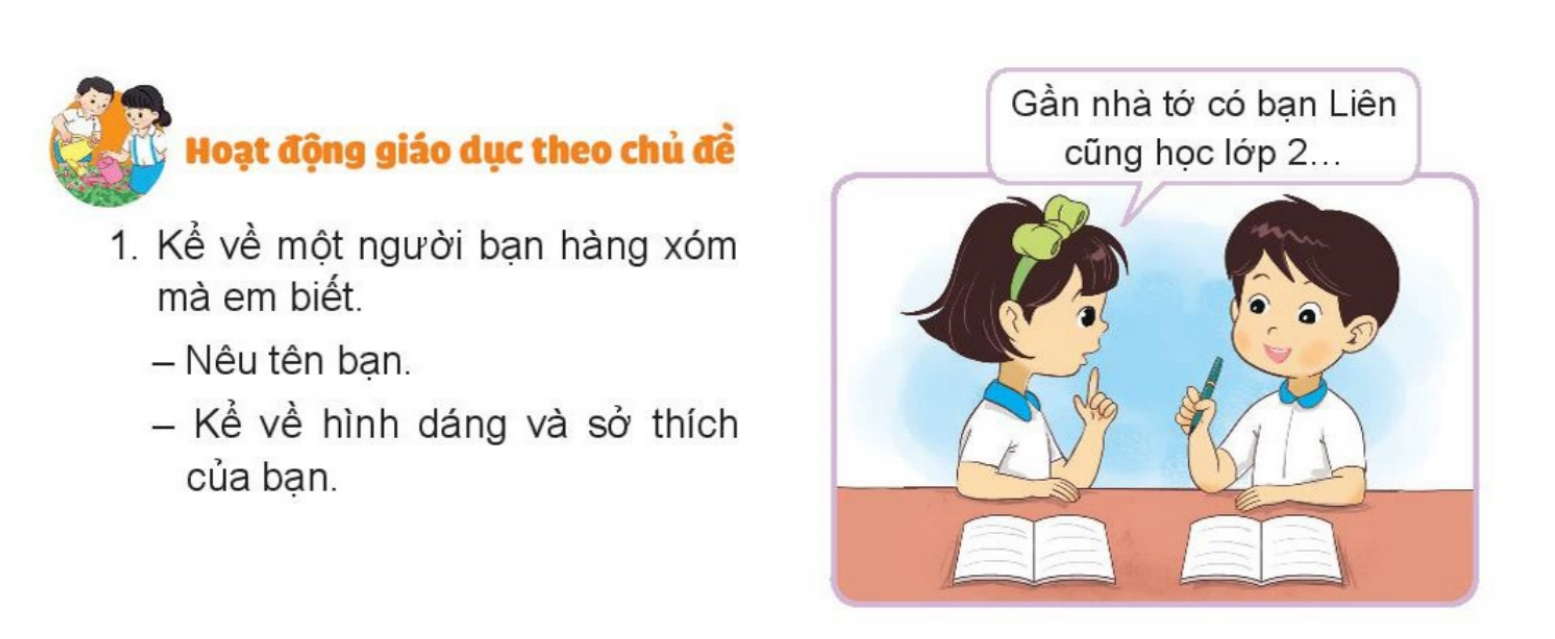 Hoạt động giáo dục theo chủ đề
1. Kể về một người bạn hàng xóm
mà em biết.
– Nêu tên bạn.
– Kể về hình dáng và sở thích
của bạn.
Gần nhà tớ có bạn Liên
cũng học lớp 2...